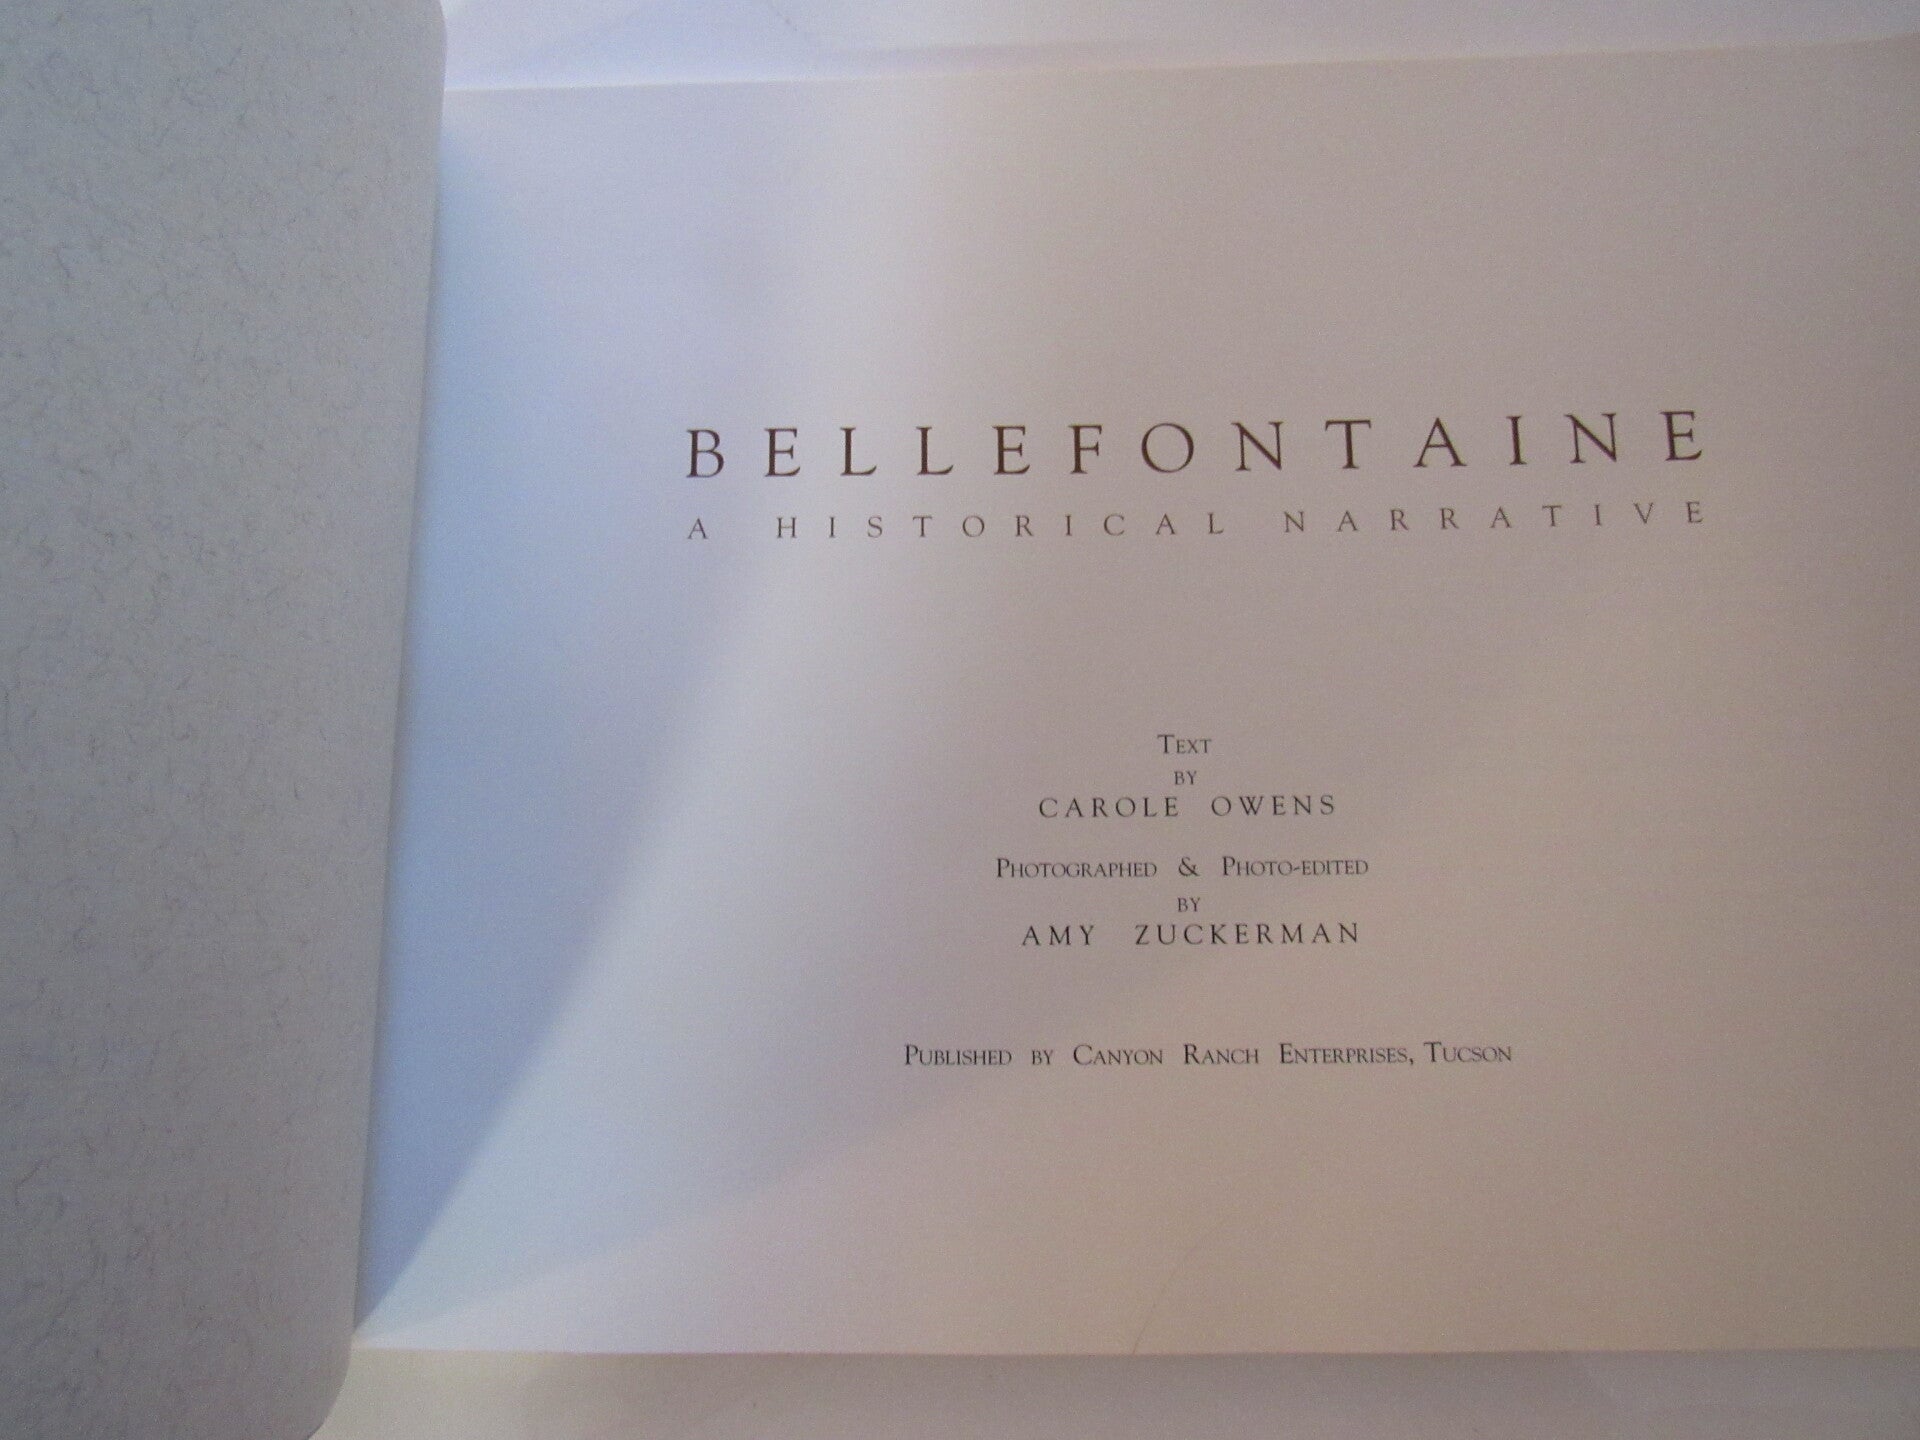 BELLEFONTAINE
A HISTORICAL NARRATIVE
TEXT
BY
CAROLE OWENS
PHOTOGRAPHED & PHOTO-EDITED
BY
AMY ZUCKERMAN
PUBLISHED BY CANYON RANCH ENTERPRISES, TUCSON